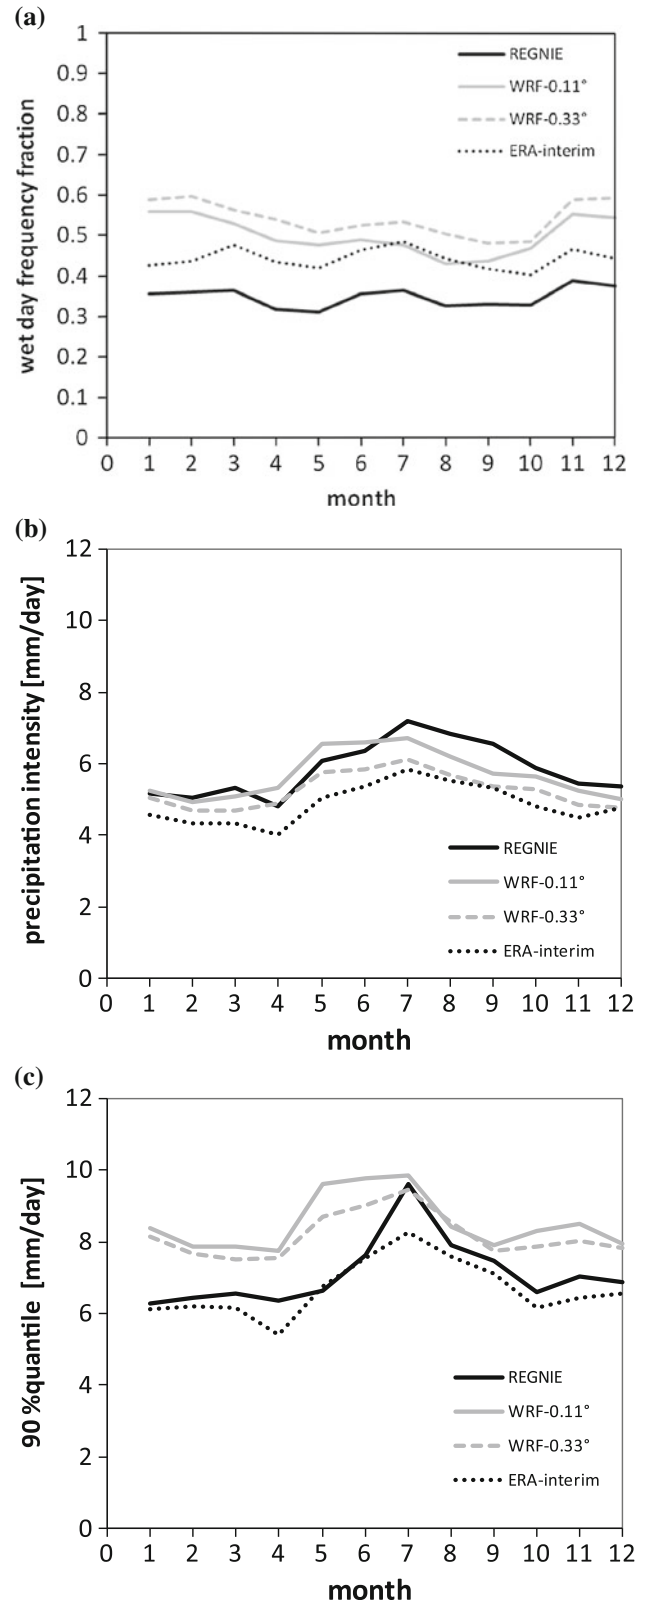 (a)
1
0.9
0.8
0.7
0.6
0.5
0.4
0.3
0.2
0.1
0
wet day frequency fraction
REGNIE
WRF-0.11°
WRF-0.33°
ERA-interim
0 1 2 3 4 5 6 7 8 9 10 11 12
month
(b)
12
10
8
6
4
2
0
precipitation intensity [mm/day]
REGNIE
WRF-0.11°
WRF-0.33°
ERA-interim
0 1 2 3 4 5 6 7 8 9 10 11 12
month
(c)
12
10
8
6
4
2
0
90 %quantile [mm/day]
REGNIE
WRF-0.11°
WRF-0.33°
ERA-interim
0 1 2 3 4 5 6 7 8 9 10 11 12
month